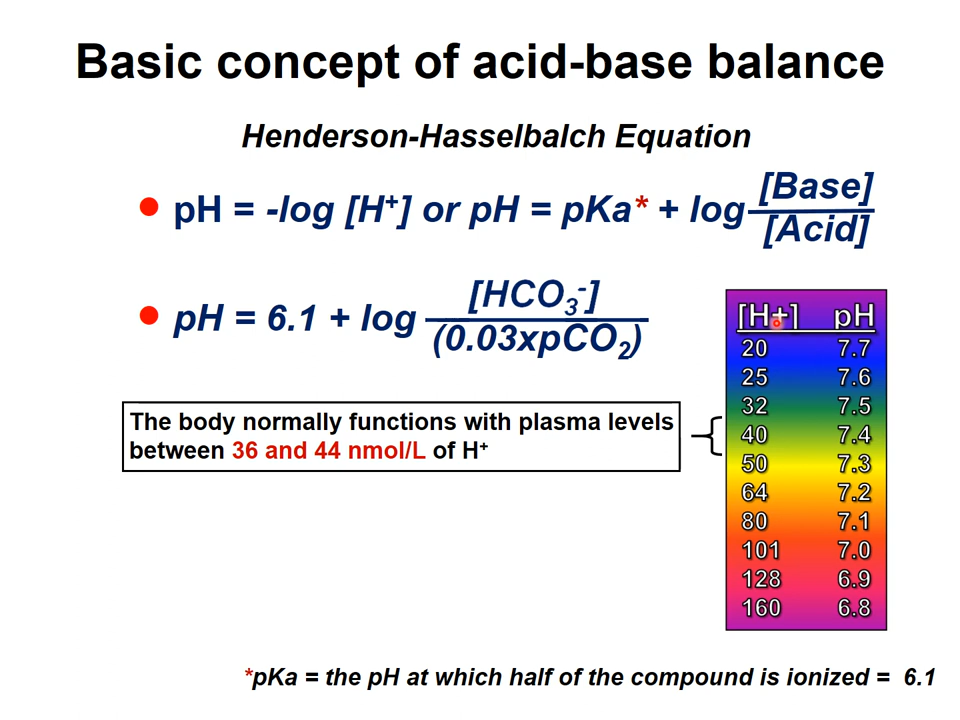 Basic concept of acid-base balance
Henderson-Hasselbalch Equation
● pH = -log [H⁺] or pH = pKa* + log [Base]/[Acid]
● pH = 6.1 + log [HCO₃⁻]/(0.03xpCO₂)
[H+] pH
20 7.7
25 7.6
32 7.5
40 7.4
50 7.3
64 7.2
80 7.1
101 7.0
128 6.9
160 6.8
The body normally functions with plasma levels
between 36 and 44 nmol/L of H⁺
*pKa = the pH at which half of the compound is ionized = 6.1